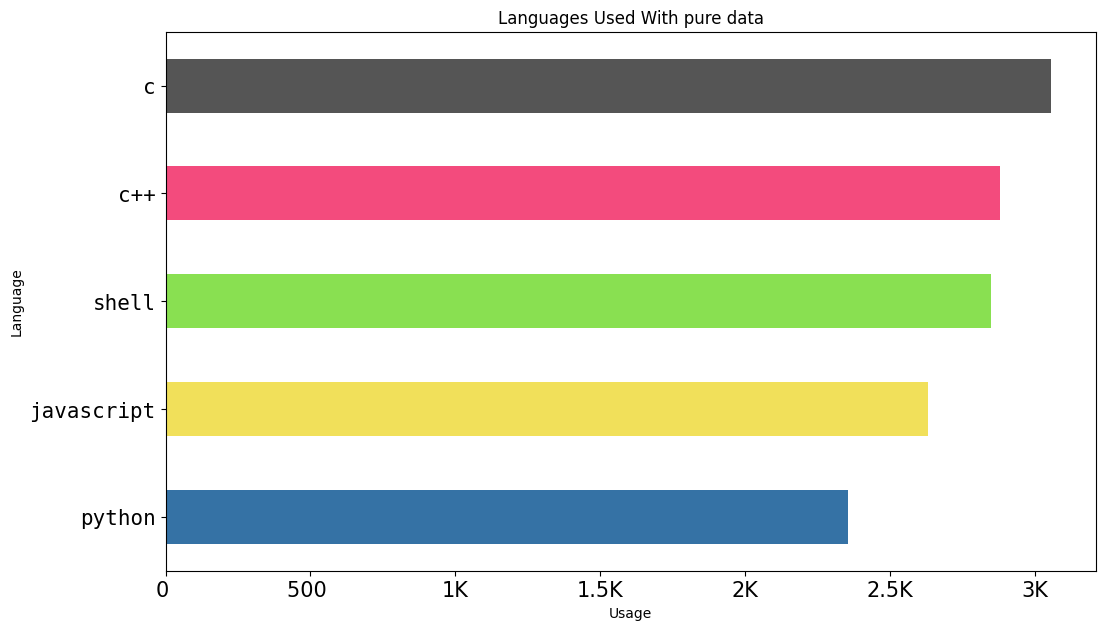 Languages Used With pure data
c
c++
shell
javascript
python
Language
0 500 1K 1.5K 2K 2.5K 3K
Usage